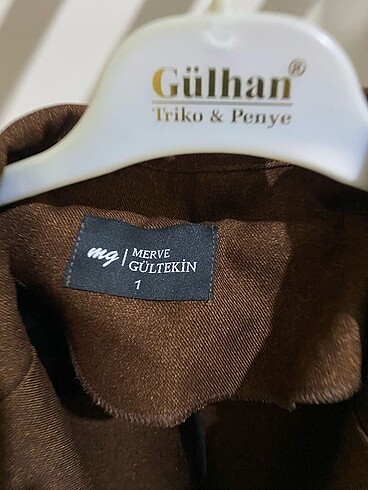 Gülhan®
Triko & Penye
mg | MERVE
GÜLTEKİN
1